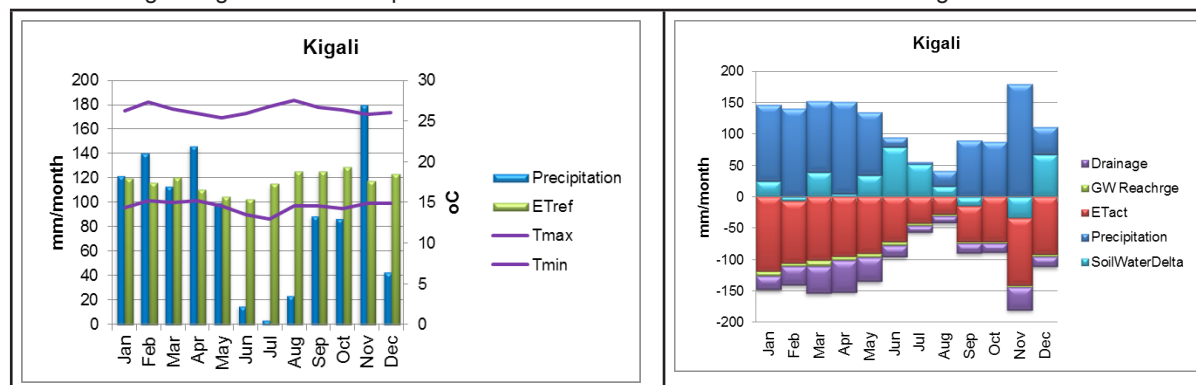 Kigali
200
180
160
140
120
100
80
60
40
20
0
mm/month
30
25
20
15
10
5
0
oC
Jan
Feb
Mar
Apr
May
Jun
Jul
Aug
Sep
Oct
Nov
Dec
Precipitation
ETref
Tmax
Tmin
Kigali
200
150
100
50
0
-50
-100
-150
-200
mm/month
Jan
Feb
Mar
Apr
May
Jun
Jul
Aug
Sep
Oct
Nov
Dec
Drainage
GW Reachrge
ETact
Precipitation
SoilWaterDelta